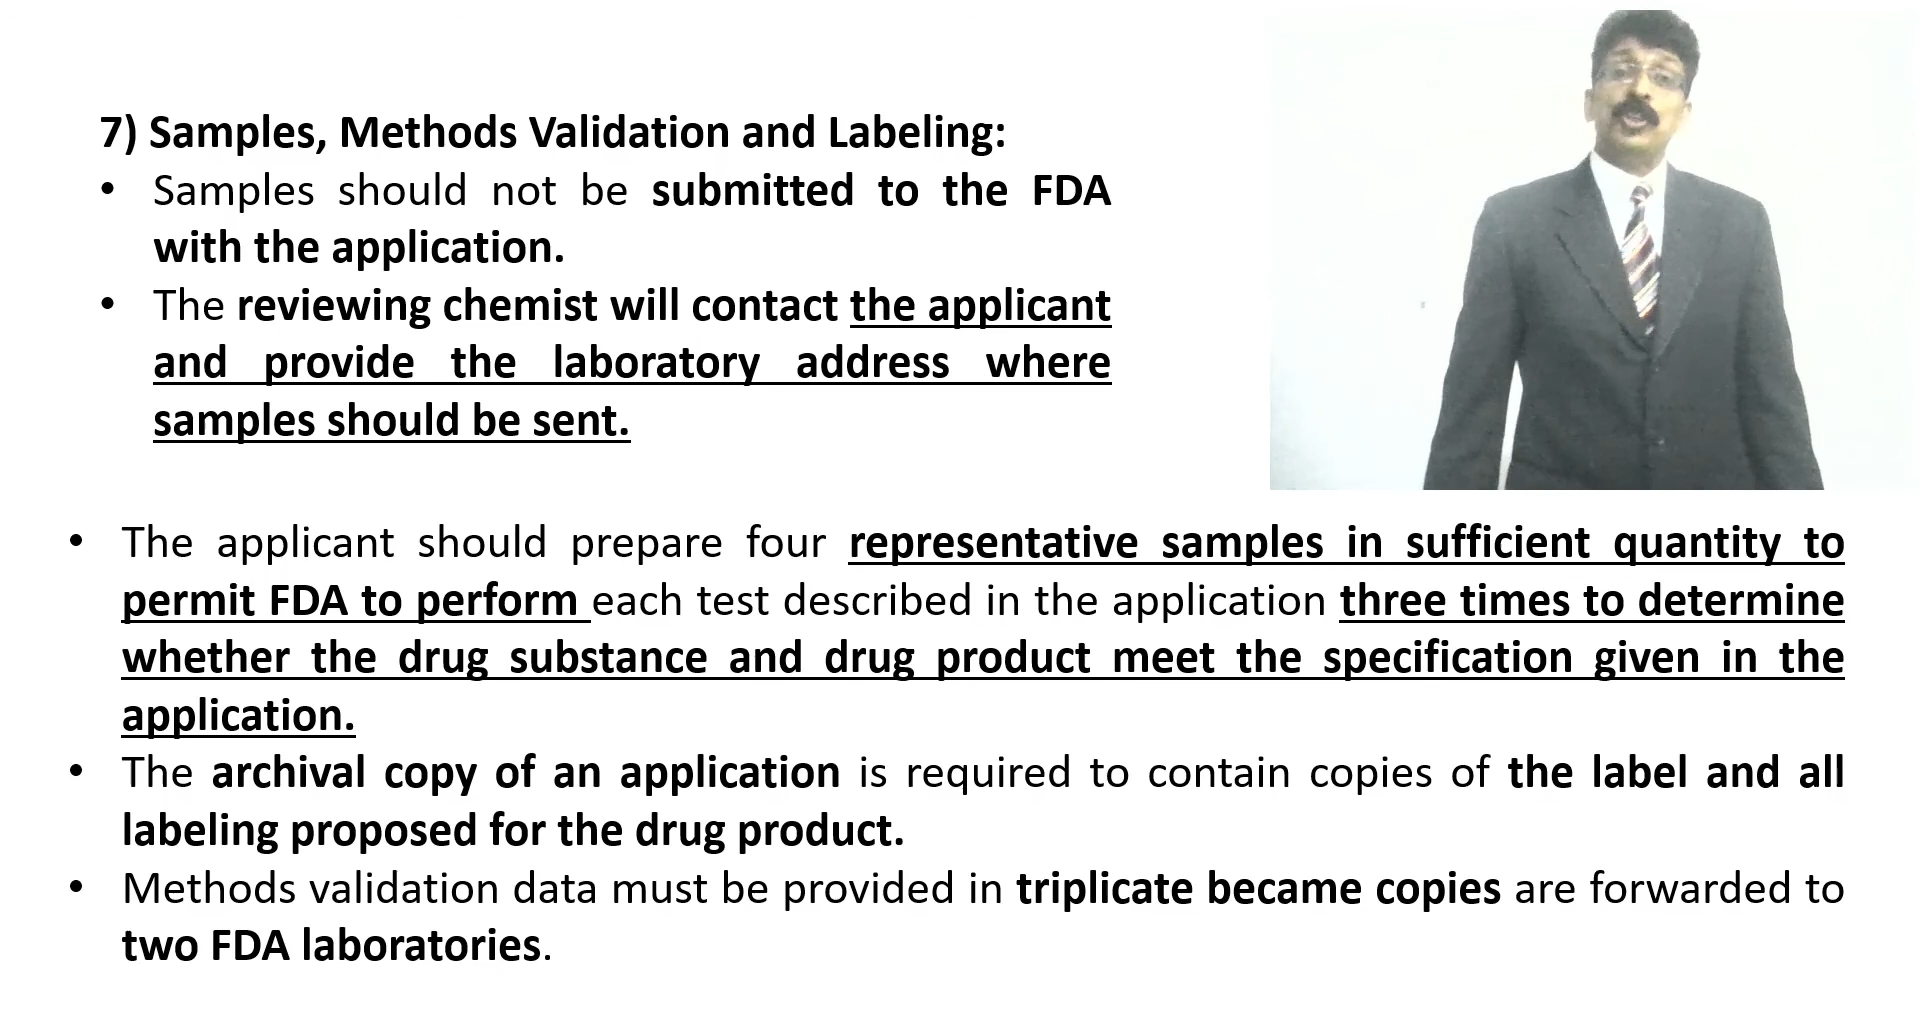 7) Samples, Methods Validation and Labeling:
• Samples should not be submitted to the FDA
with the application.
• The reviewing chemist will contact the applicant
and provide the laboratory address where
samples should be sent.
• The applicant should prepare four representative samples in sufficient quantity to
permit FDA to perform each test described in the application three times to determine
whether the drug substance and drug product meet the specification given in the
application.
• The archival copy of an application is required to contain copies of the label and all
labeling proposed for the drug product.
• Methods validation data must be provided in triplicate became copies are forwarded to
two FDA laboratories.